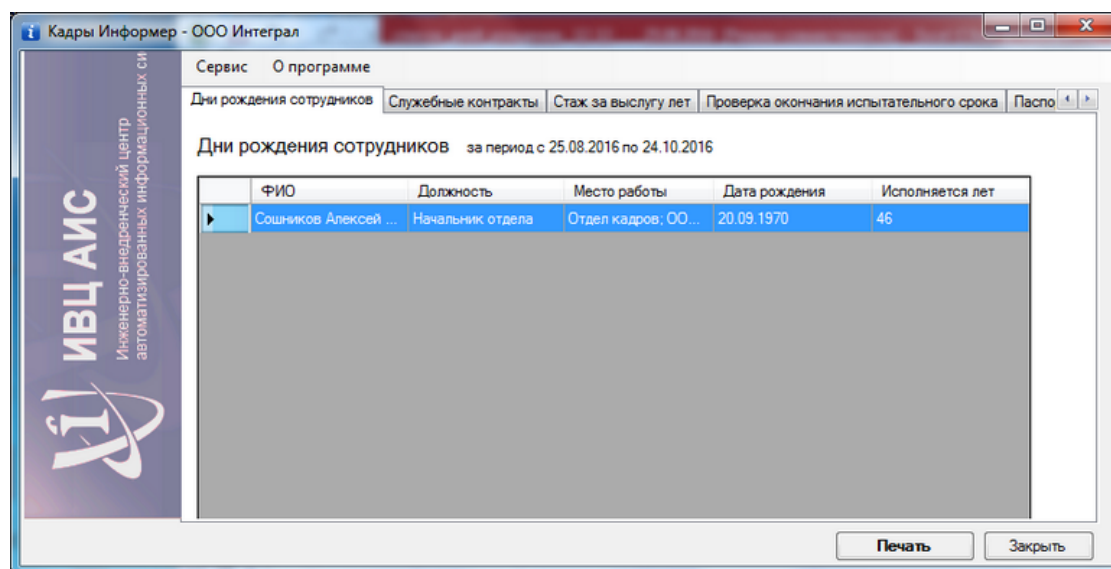 Кадры Информер - ООО Интеграл
Сервис О программе
Дни рождения сотрудников Служебные контракты Стаж за выслугу лет Проверка окончания испытательного срока Паспо
Дни рождения сотрудников за период с 25.08.2016 по 24.10.2016
ФИО Должность Место работы Дата рождения Исполняется лет
Сошников Алексей ... Начальник отдела Отдел кадров; ОО... 20.09.1970 46
ИВЦ АИС
Инженерно-внедренческий центр
автоматизированных информационных си
Печать Закрыть